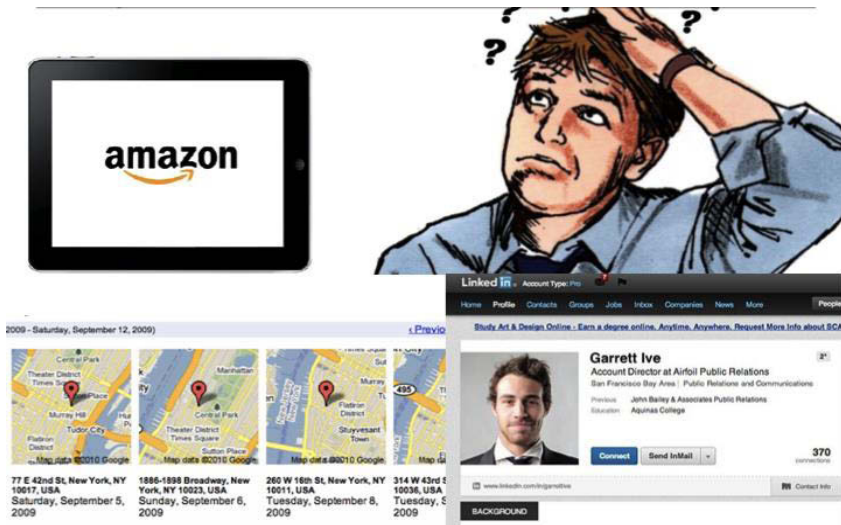 ? ? ?
?
amazon
2009 - Saturday, September 12, 2009)
‹ Previo
Central Park
Theater District
Times Sq
Place
Murray Hill
Tudor City
Flatiron
District
Map data ©2010 Google
77 E 42nd St, New York, NY
10017, USA
Saturday, September 5,
2009
Manhattan
Central Park
Theater District
Times Square
Sutton Place
Map data ©2010 Google
1886-1898 Broadway, New
York, NY 10023, USA
Sunday, September 6,
2009
Murray
Flatiron
District
Stuyvesant
Town
Map data ©2010 Google
260 W 16th St, New York, NY
10011, USA
Tuesday, September 8,
2009
495
Map
314 W 43rd S
10036, USA
Tuesday, S
2009
Linked in Account Type: Pro
Home Profile Contacts Groups Jobs Inbox Companies News More People
Study Art & Design Online - Earn a degree online. Anytime. Anywhere. Request More Info about SCA
Garrett Ive 2°
Account Director at Airfoil Public Relations
San Francisco Bay Area | Public Relations and Communications
Previous John Bailey & Associates Public Relations
Education Aquinas College
Connect Send InMail 370
connections
www.linkedin.com/in/garrettive Contact Info
BACKGROUND